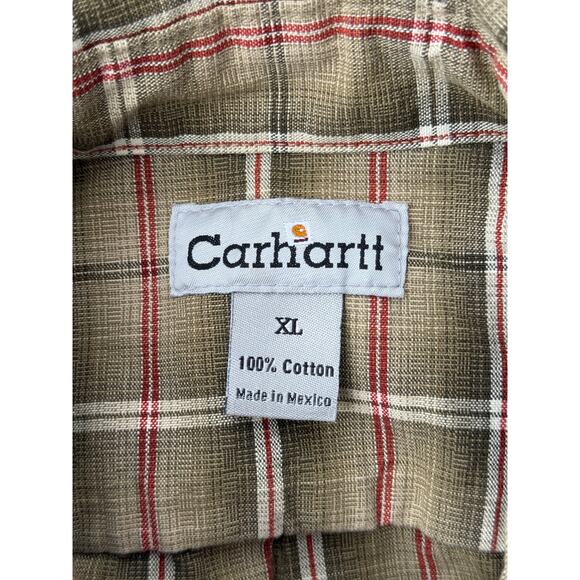 Carhartt
XL
100% Cotton
Made in Mexico